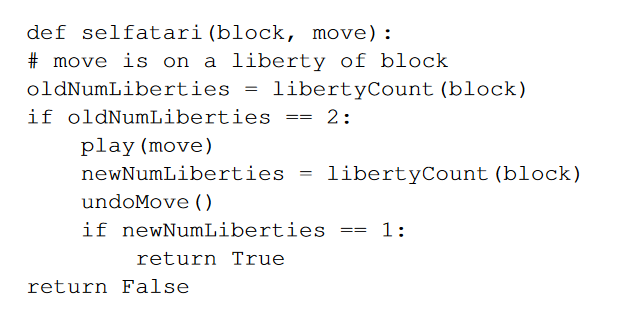 def selfatari(block, move):
# move is on a liberty of block
oldNumLiberties = libertyCount(block)
if oldNumLiberties == 2:
    play(move)
    newNumLiberties = libertyCount(block)
    undoMove()
    if newNumLiberties == 1:
        return True
return False